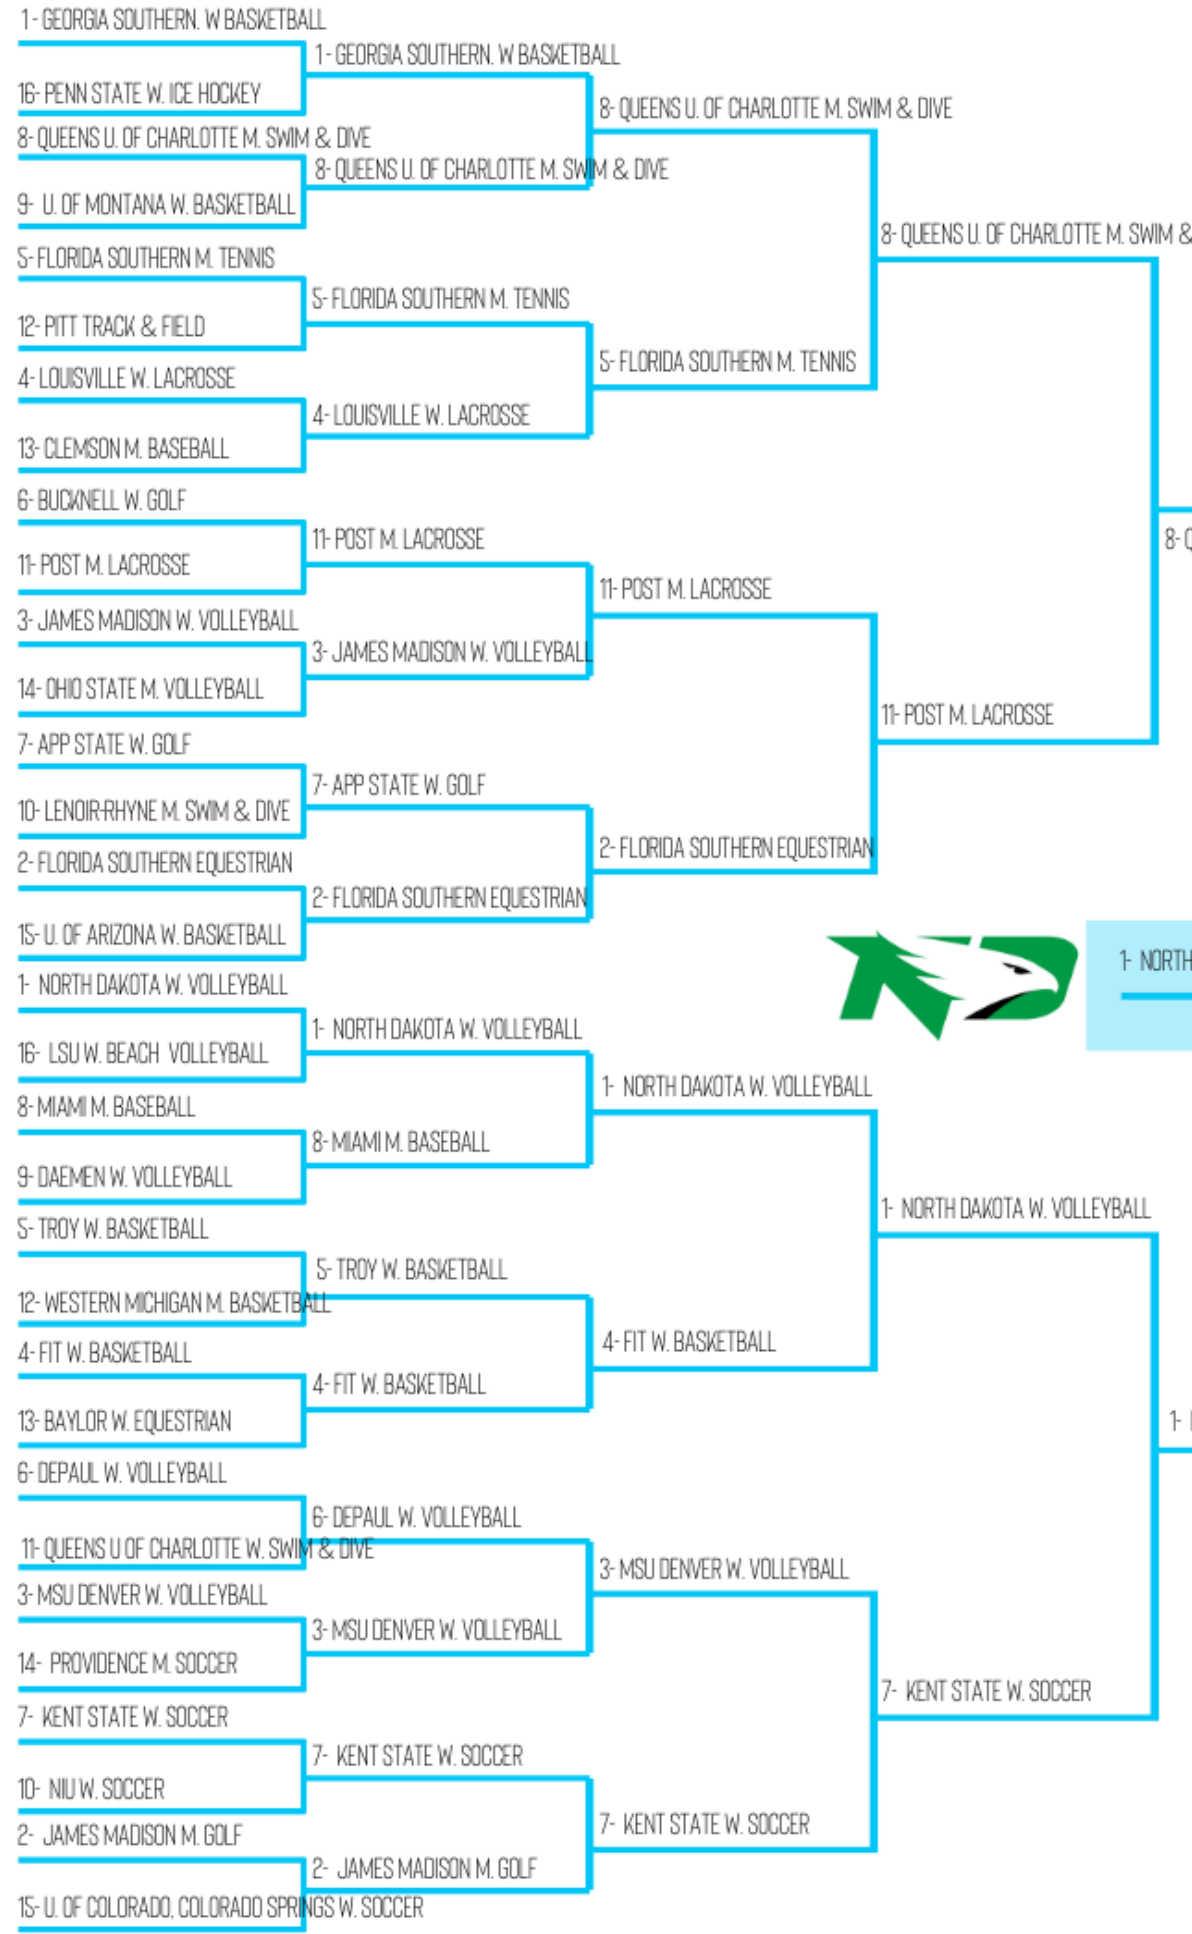 1- GEORGIA SOUTHERN. W BASKETBALL
16- PENN STATE W. ICE HOCKEY
8- QUEENS U. OF CHARLOTTE M. SWIM & DIVE
9- U. OF MONTANA W. BASKETBALL
5- FLORIDA SOUTHERN M. TENNIS
12- PITT TRACK & FIELD
4- LOUISVILLE W. LACROSSE
13- CLEMSON M. BASEBALL
6- BUCKNELL W. GOLF
11- POST M. LACROSSE
3- JAMES MADISON W. VOLLEYBALL
14- OHIO STATE M. VOLLEYBALL
7- APP STATE W. GOLF
10- LENOIR-RHYNE M. SWIM & DIVE
2- FLORIDA SOUTHERN EQUESTRIAN
15- U. OF ARIZONA W. BASKETBALL
1- NORTH DAKOTA W. VOLLEYBALL
16- LSU W. BEACH VOLLEYBALL
8- MIAMI M. BASEBALL
9- DAEMEN W. VOLLEYBALL
5- TROY W. BASKETBALL
12- WESTERN MICHIGAN M. BASKETBALL
4- FIT W. BASKETBALL
13- BAYLOR W. EQUESTRIAN
6- DEPAUL W. VOLLEYBALL
11- QUEENS U OF CHARLOTTE W. SWIM & DIVE
3- MSU DENVER W. VOLLEYBALL
14- PROVIDENCE M. SOCCER
7- KENT STATE W. SOCCER
10- NIU W. SOCCER
2- JAMES MADISON M. GOLF
15- U. OF COLORADO, COLORADO SPRINGS W. SOCCER
1- GEORGIA SOUTHERN. W BASKETBALL
8- QUEENS U. OF CHARLOTTE M. SWIM & DIVE
5- FLORIDA SOUTHERN M. TENNIS
4- LOUISVILLE W. LACROSSE
11- POST M. LACROSSE
3- JAMES MADISON W. VOLLEYBALL
7- APP STATE W. GOLF
2- FLORIDA SOUTHERN EQUESTRIAN
1- NORTH DAKOTA W. VOLLEYBALL
8- MIAMI M. BASEBALL
5- TROY W. BASKETBALL
4- FIT W. BASKETBALL
6- DEPAUL W. VOLLEYBALL
3- MSU DENVER W. VOLLEYBALL
7- KENT STATE W. SOCCER
2- JAMES MADISON M. GOLF
8- QUEENS U. OF CHARLOTTE M. SWIM & DIVE
5- FLORIDA SOUTHERN M. TENNIS
11- POST M. LACROSSE
2- FLORIDA SOUTHERN EQUESTRIAN
1- NORTH DAKOTA W. VOLLEYBALL
4- FIT W. BASKETBALL
3- MSU DENVER W. VOLLEYBALL
7- KENT STATE W. SOCCER
8- QUEENS U. OF CHARLOTTE M. SWIM &
11- POST M. LACROSSE
ND
1- NORTH DAKOTA W. VOLLEYBALL
7- KENT STATE W. SOCCER
8-
1- NORTH
1-